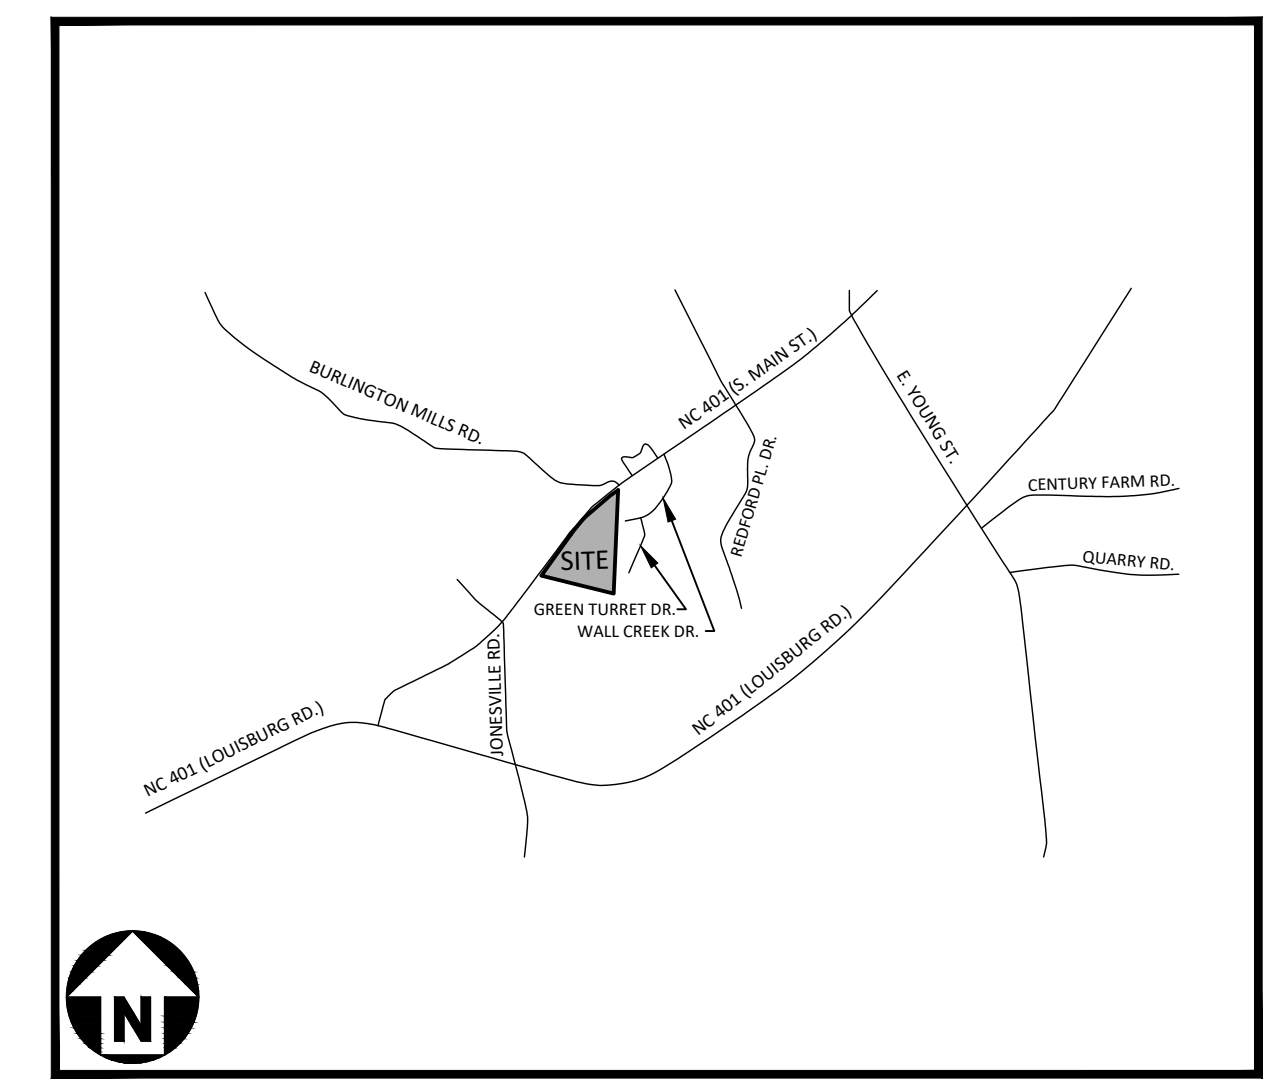 NC 401 (S. MAIN ST.)
BURLINGTON MILLS RD.
E. YOUNG ST.
REDFORD PL. DR.
CENTURY FARM RD.
QUARRY RD.
SITE
GREEN TURRET DR.
WALL CREEK DR.
JONESVILLE RD.
NC 401 (LOUISBURG RD.)
NC 401 (LOUISBURG RD.)
N